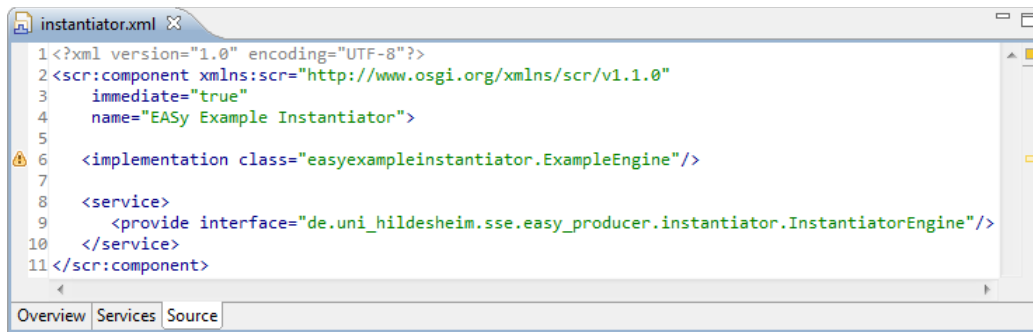 instantiator.xml
1<?xml version="1.0" encoding="UTF-8"?>
2<scr:component xmlns:scr="http://www.osgi.org/xmlns/scr/v1.1.0"
3    immediate="true"
4    name="EASy Example Instantiator">
5
6   <implementation class="easyexampleinstantiator.ExampleEngine"/>
7
8   <service>
9      <provide interface="de.uni_hildesheim.sse.easy_producer.instantiator.InstantiatorEngine"/>
10   </service>
11</scr:component>
Overview Services Source